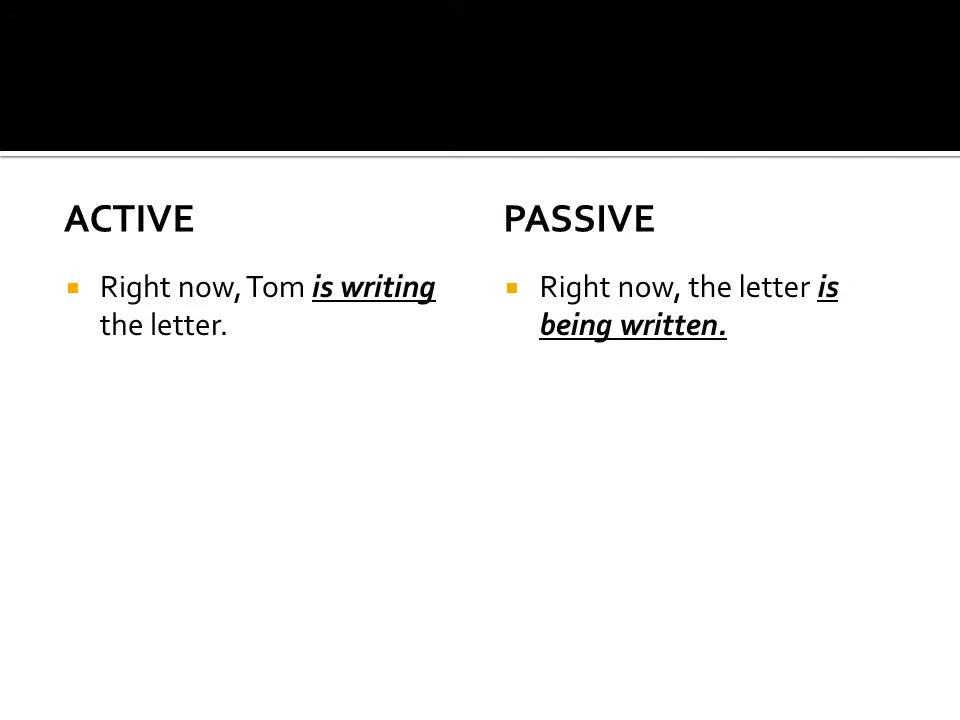 ACTIVE
Right now, Tom is writing
the letter.
PASSIVE
Right now, the letter is
being written.